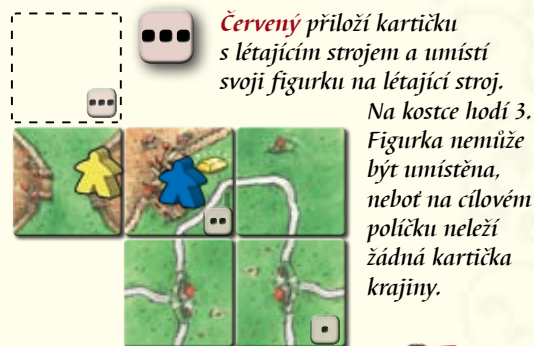 Červený přiloží kartičku
s létajícím strojem a umístí
svoji figurku na létající stroj.
Na kostce hodí 3.
Figurka nemůže
být umístěna,
neboť na cílovém
políčku neleží
žádná kartička
krajiny.